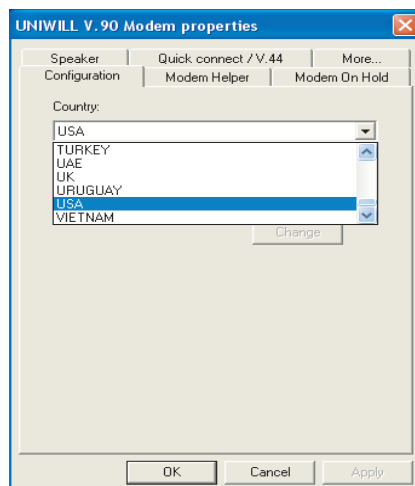 UNIWILL V.90 Modem properties
Speaker Quick connect / V.44 More...
Configuration Modem Helper Modem On Hold
Country:
USA
TURKEY
UAE
UK
URUGUAY
USA
VIETNAM
Change
OK Cancel Apply